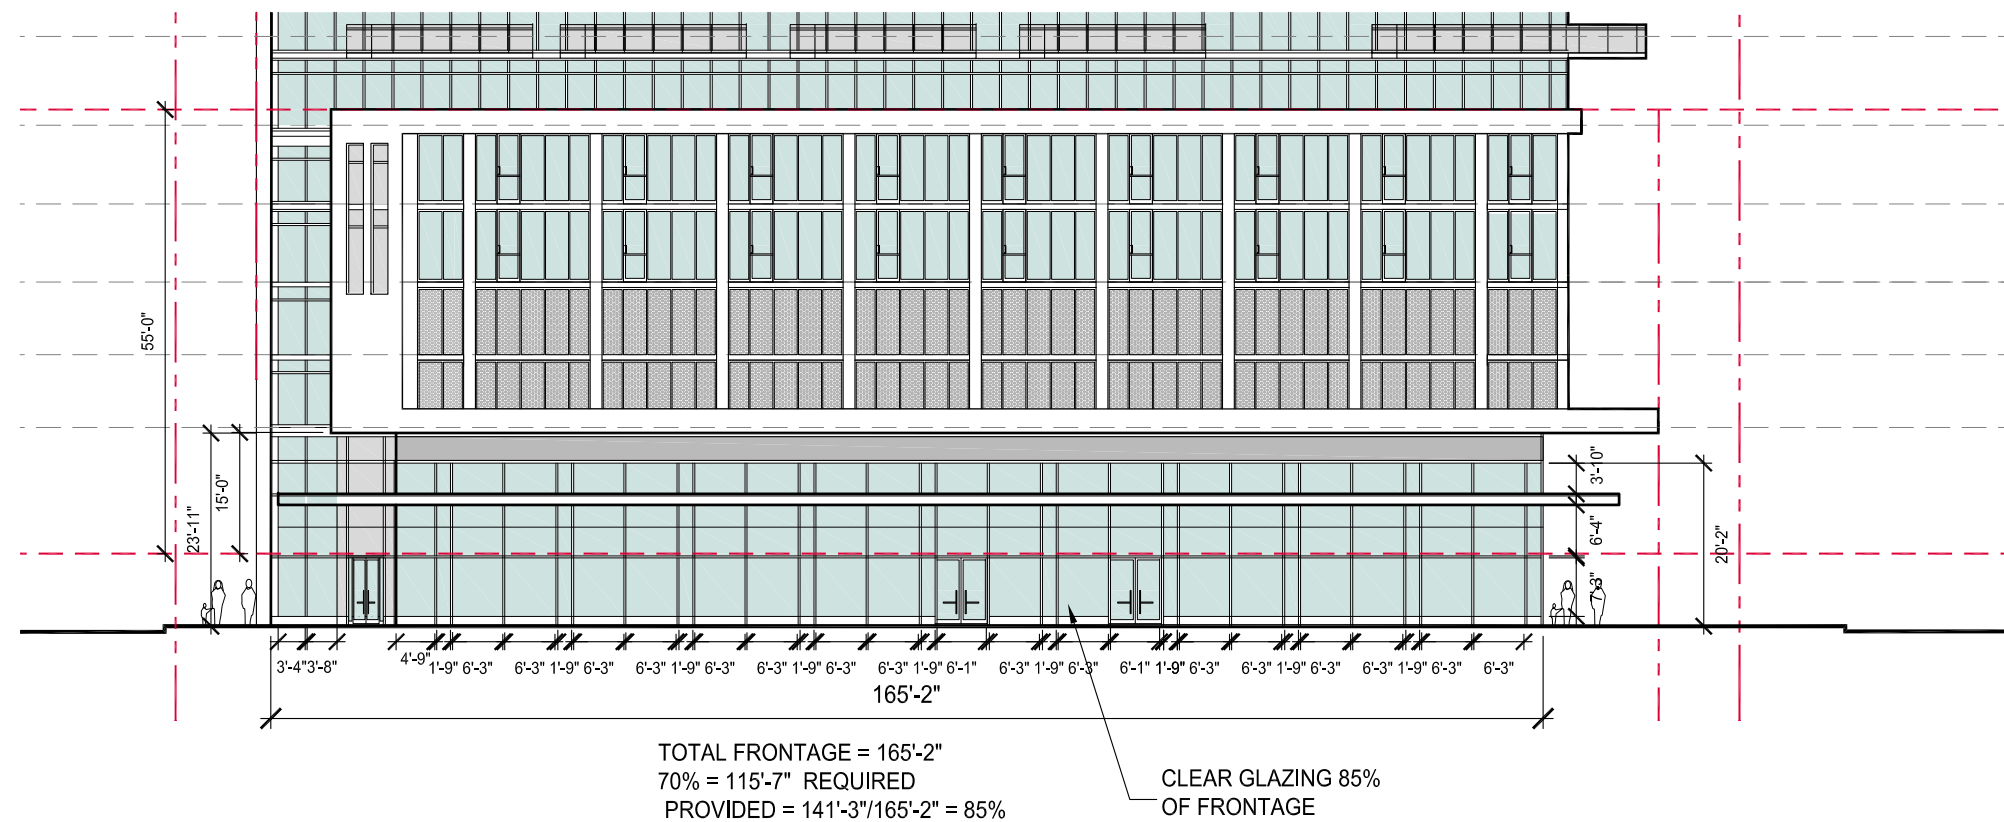 55'-0"
23'-11"
15'-0"
3'-10"
6'-4"
7'-3"
20'-2"
3'-4" 3'-8" 4'-9" 1'-9" 6'-3" 6'-3" 1'-9" 6'-3" 6'-3" 1'-9" 6'-3" 6'-3" 1'-9" 6'-3" 6'-3" 1'-9" 6'-1" 6'-3" 1'-9" 6'-3" 6'-1" 1'-9" 6'-3" 6'-3" 1'-9" 6'-3" 6'-3" 1'-9" 6'-3" 6'-3"
165'-2"
TOTAL FRONTAGE = 165'-2"
70% = 115'-7" REQUIRED
PROVIDED = 141'-3"/165'-2" = 85%
CLEAR GLAZING 85%
OF FRONTAGE